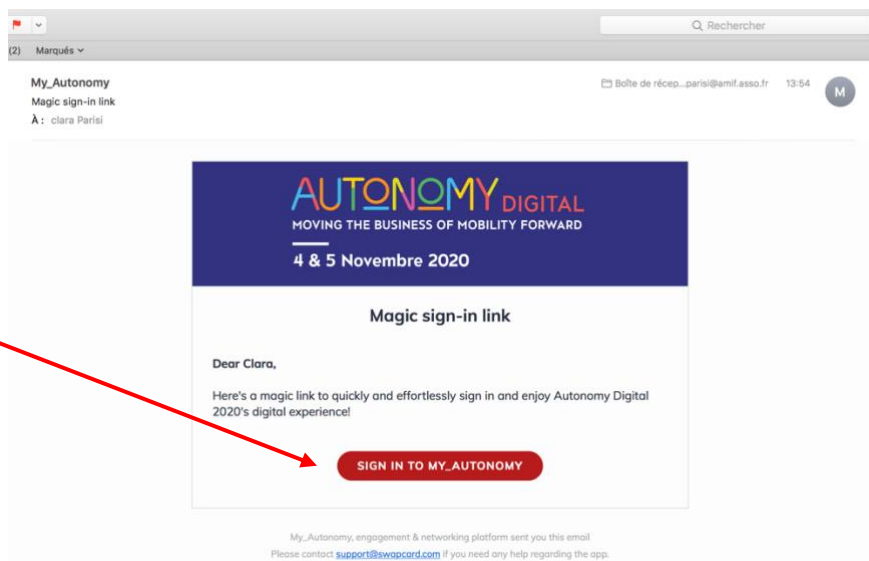 Rechercher
(2) Marqués
My_Autonomy
Boîte de récep...parisi@amif.asso.fr 13:54
M
Magic sign-in link
À : clara Parisi
AUTONOMY DIGITAL
MOVING THE BUSINESS OF MOBILITY FORWARD
4 & 5 Novembre 2020
Magic sign-in link
Dear Clara,
Here's a magic link to quickly and effortlessly sign in and enjoy Autonomy Digital
2020's digital experience!
SIGN IN TO MY_AUTONOMY
My_Autonomy, engagement & networking platform sent you this email
Please contact support@swapcard.com if you need any help regarding the app.